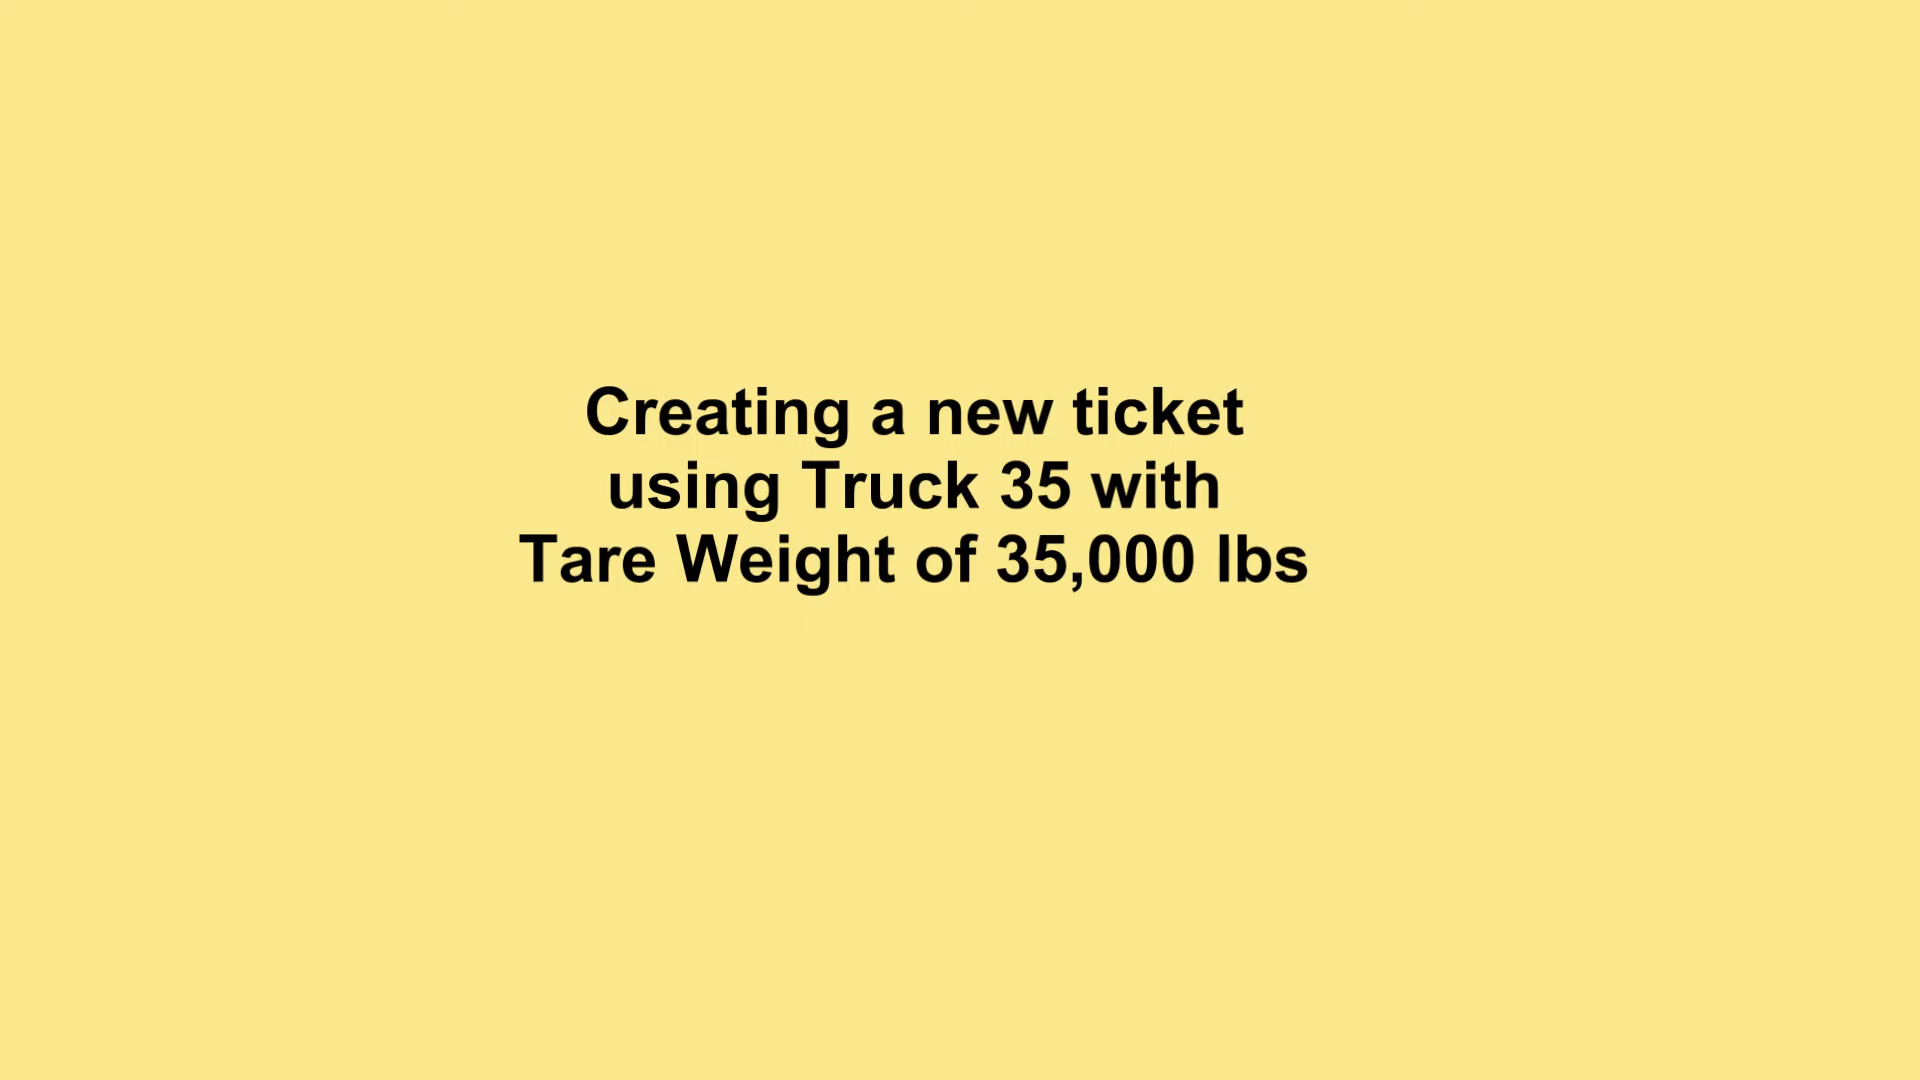 Creating a new ticket
using Truck 35 with
Tare Weight of 35,000 lbs